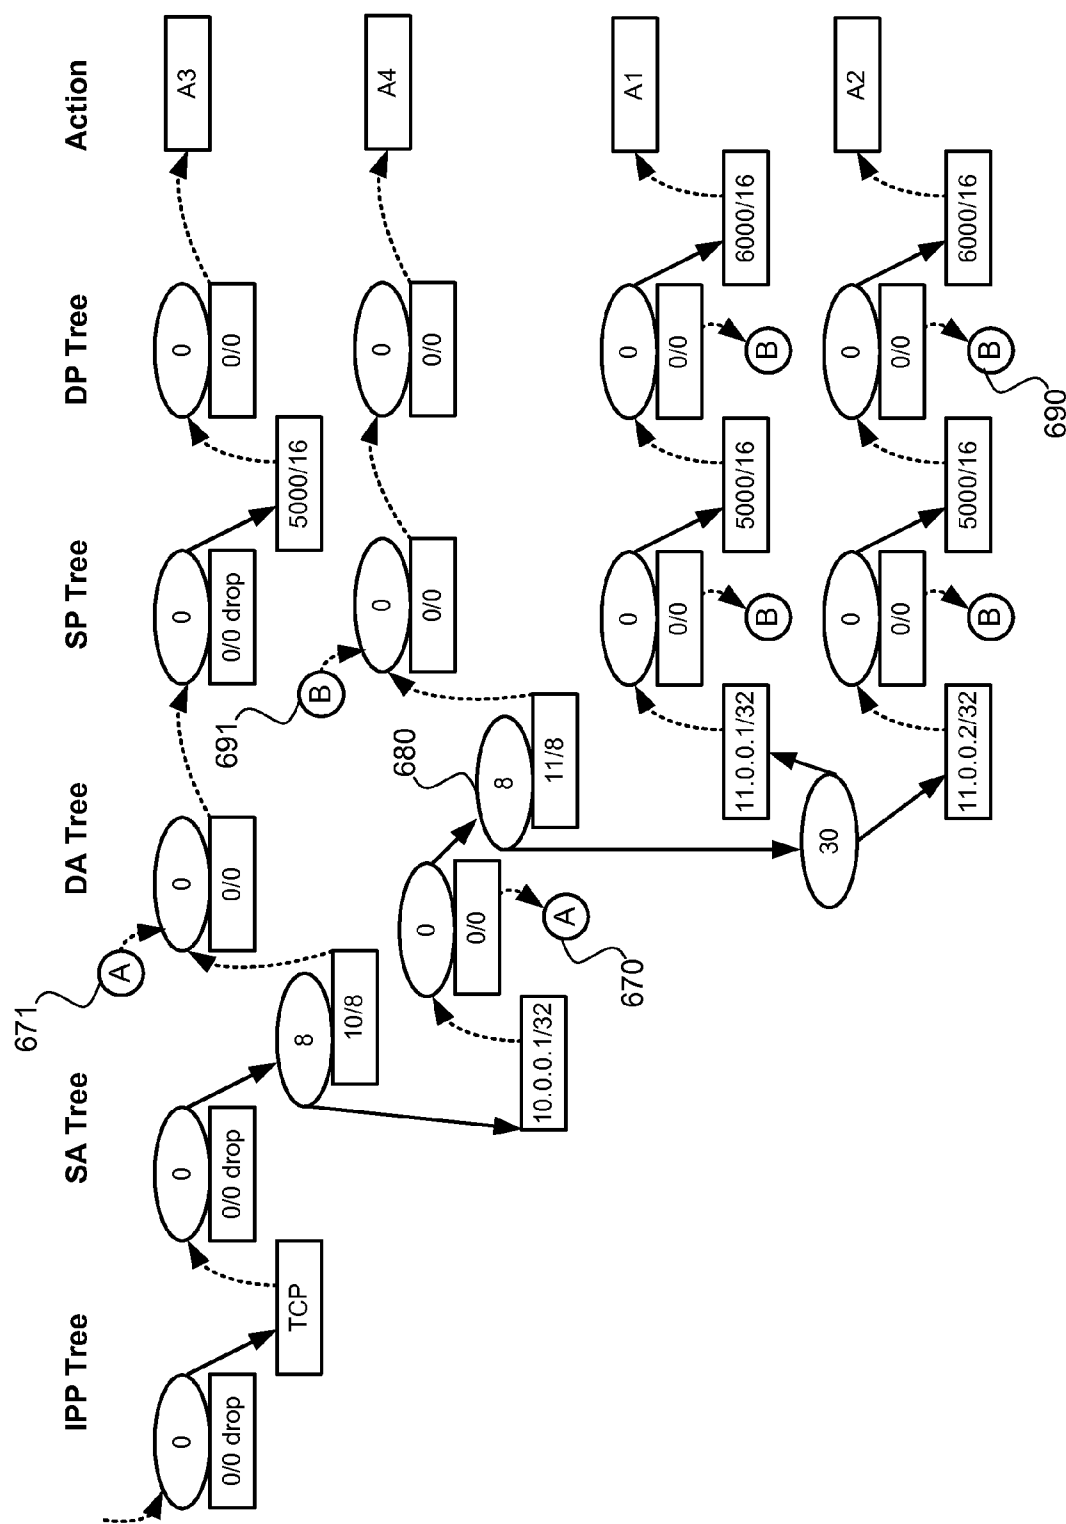 IPP Tree
SA Tree
DA Tree
SP Tree
DP Tree
Action
671
A
0
0/0 drop
0
0/0 drop
0
0/0
0
0/0 drop
0
0/0
A3
TCP
8
10/8
691
B
5000/16
0
0/0
0
0/0
A4
680
0
0/0
8
11/8
10.0.0.1/32
A
670
0
0/0
0
0/0
A1
11.0.0.1/32
B
5000/16
B
6000/16
30
0
0/0
0
0/0
A2
11.0.0.2/32
B
5000/16
B
6000/16
690